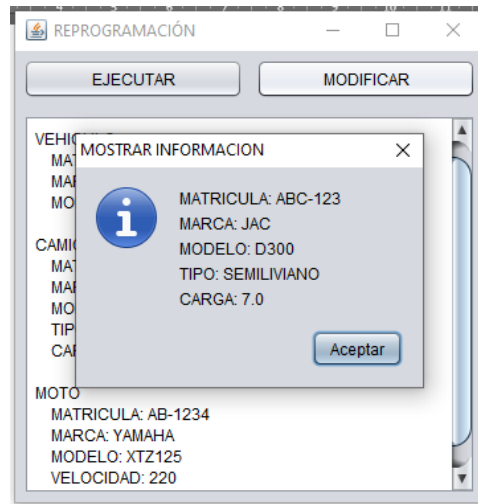 REPROGRAMACIÓN
EJECUTAR
MODIFICAR
MOSTRAR INFORMACION
MATRICULA: ABC-123
MARCA: JAC
MODELO: D300
TIPO: SEMILIVIANO
CARGA: 7.0
Aceptar
MOTO
MATRICULA: AB-1234
MARCA: YAMAHA
MODELO: XTZ125
VELOCIDAD: 220